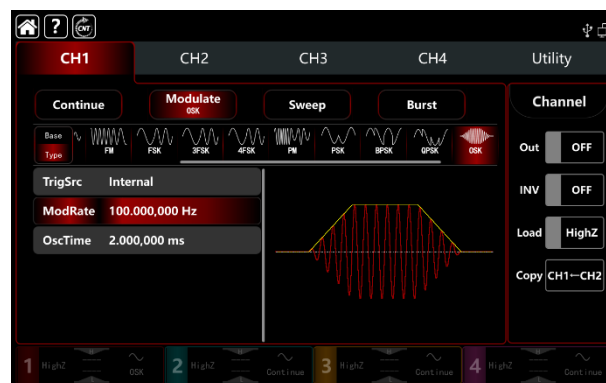 ? CNT
CH1 CH2 CH3 CH4 Utility
Continue Modulate OSK Sweep Burst Channel
Base Type FM FSK 3FSK 4FSK PM PSK BPSK QPSK OSK
Out OFF
TrigSrc Internal
INV OFF
ModRate 100.000,000 Hz
OscTime 2.000,000 ms
Load HighZ
Copy CH1←CH2
1 HighZ OSK 2 HighZ Continue 3 HighZ Continue 4 HighZ Continue